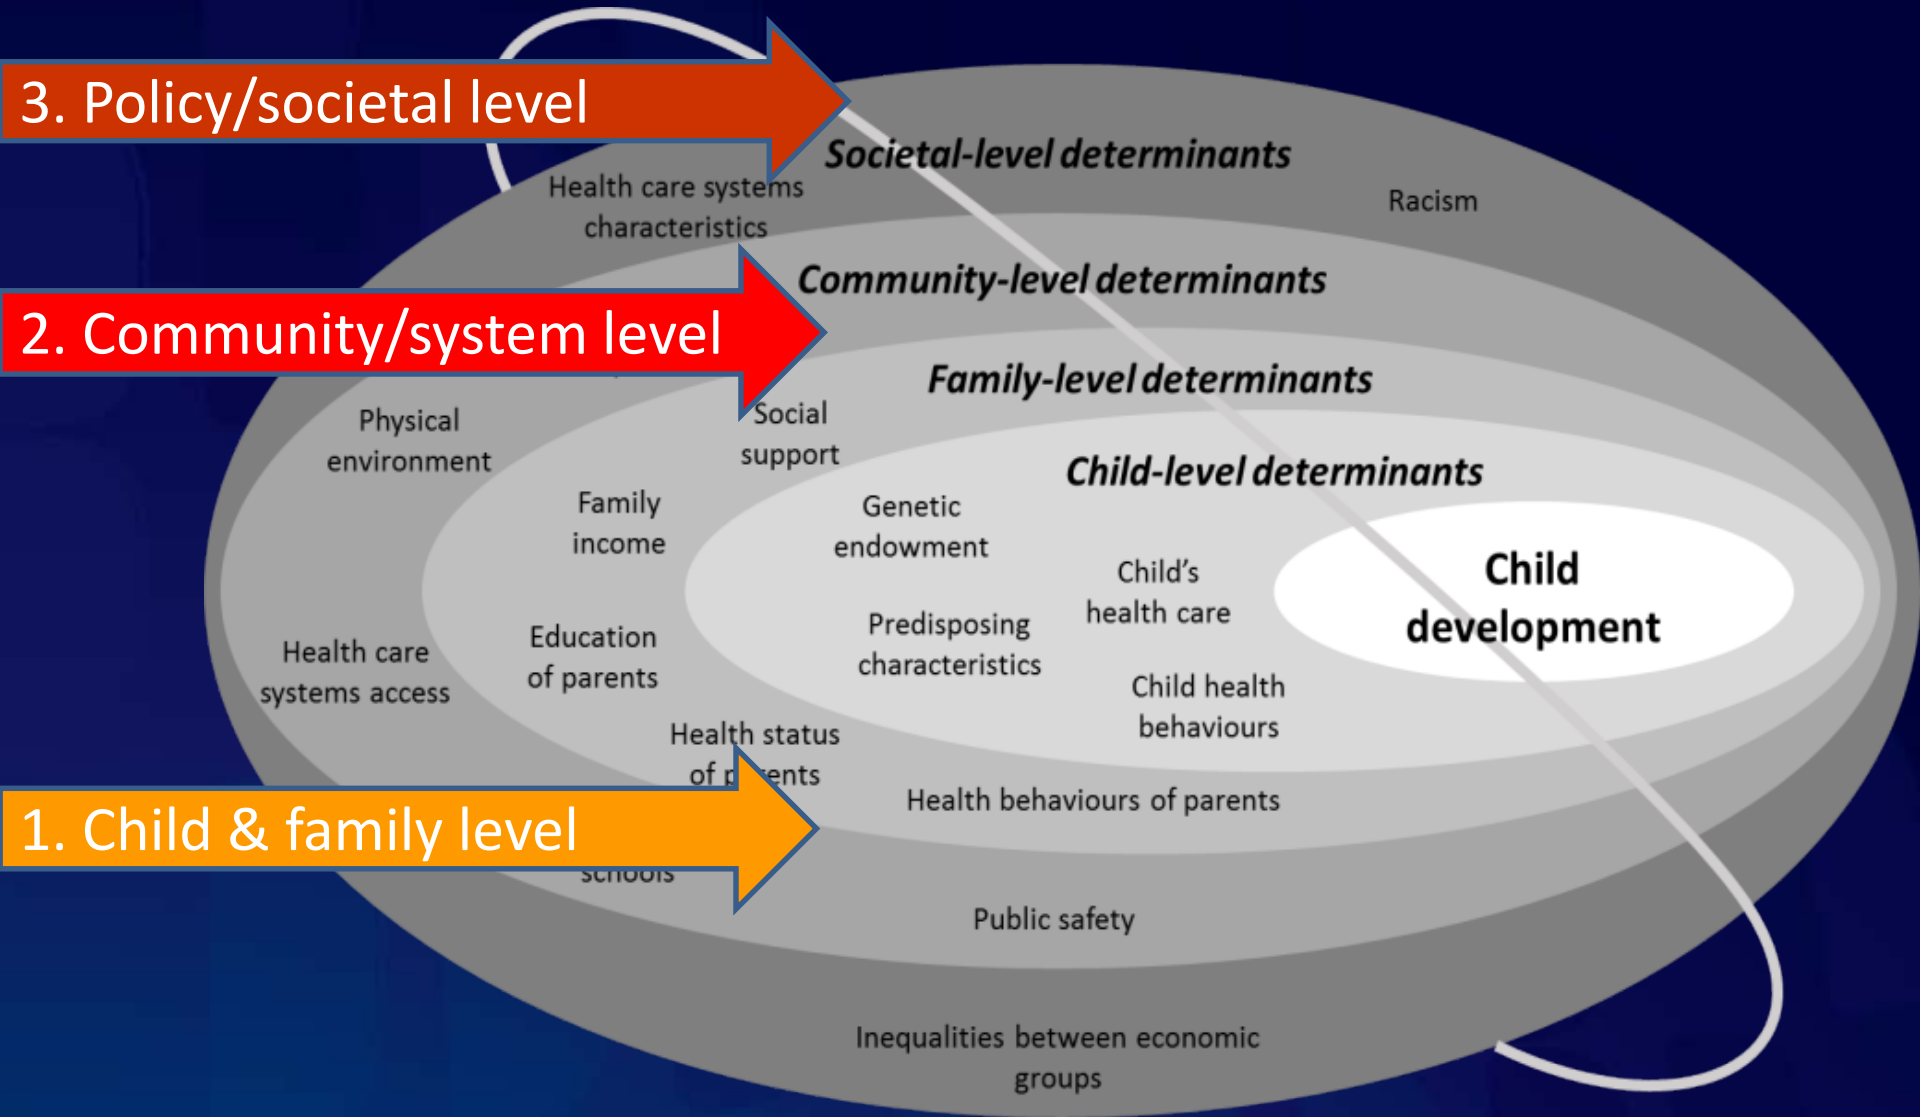 3. Policy/societal level
Societal-level determinants
Health care systems
characteristics
Racism
Community-level determinants
2. Community/system level
Family-level determinants
Physical
environment
Social
support
Child-level determinants
Family
income
Genetic
endowment
Child's
health care
Child
development
Predisposing
characteristics
Education
of parents
Health care
systems access
Child health
behaviours
Health status
of parents
Health behaviours of parents
1. Child & family level
schools
Public safety
Inequalities between economic
groups